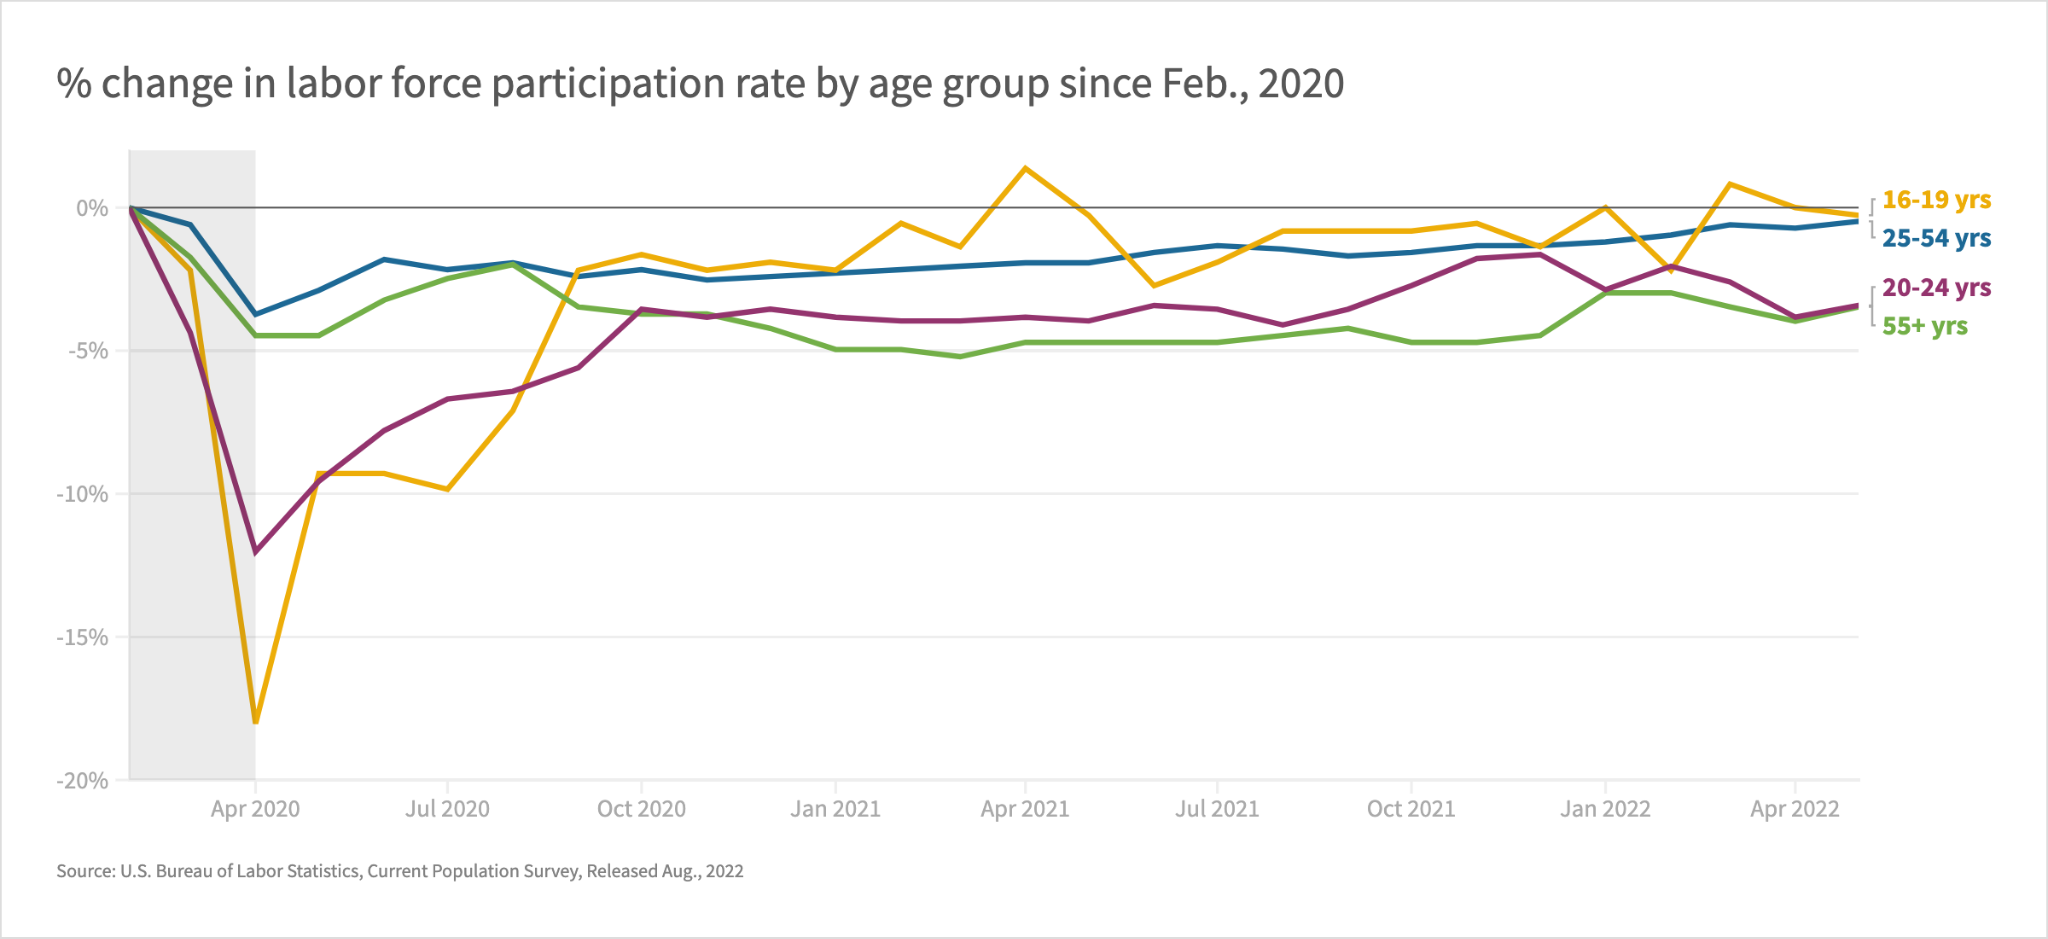 % change in labor force participation rate by age group since Feb., 2020
0%
-5%
-10%
-15%
-20%
16-19 yrs
25-54 yrs
20-24 yrs
55+ yrs
Apr 2020
Jul 2020
Oct 2020
Jan 2021
Apr 2021
Jul 2021
Oct 2021
Jan 2022
Apr 2022
Source: U.S. Bureau of Labor Statistics, Current Population Survey, Released Aug., 2022